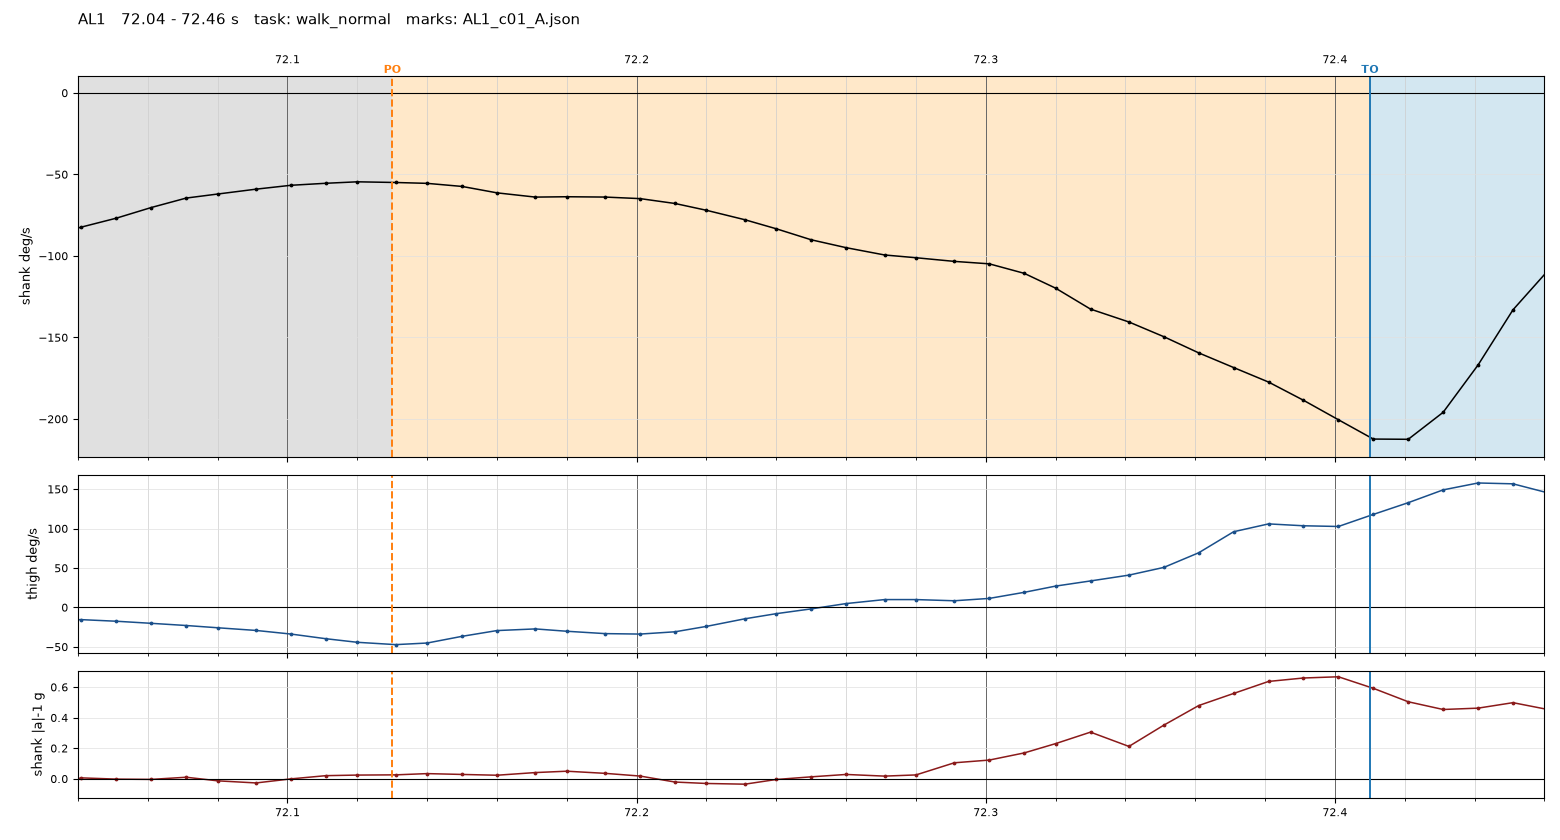 AL1   72.04 - 72.46 s   task: walk_normal   marks: AL1_c01_A.json
72.1 72.2 72.3 72.4
PO TO
0
−50
−100
−150
−200
shank deg/s
150
100
50
0
−50
thigh deg/s
0.6
0.4
0.2
0.0
shank |a|-1 g
72.1 72.2 72.3 72.4